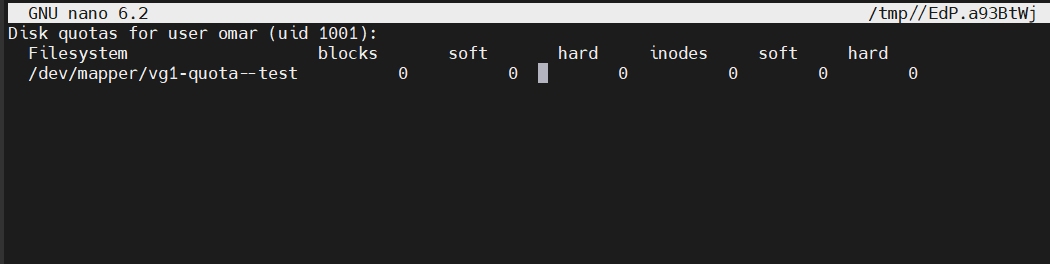 GNU nano 6.2 /tmp//EdP.a93BtWj
Disk quotas for user omar (uid 1001):
Filesystem blocks soft hard inodes soft hard
/dev/mapper/vg1-quota--test 0 0 0 0 0 0